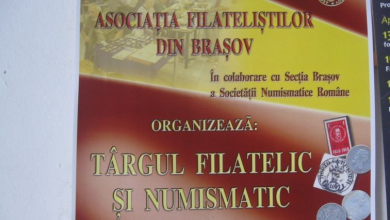 ASOCIAȚIA FILATELIȘTILOR
DIN BRAȘOV
În colaborare cu Secția Brașov
a Societății Numismatice Române
ORGANIZEAZĂ:
TÂRGUL FILATELIC
ȘI NUMISMATIC